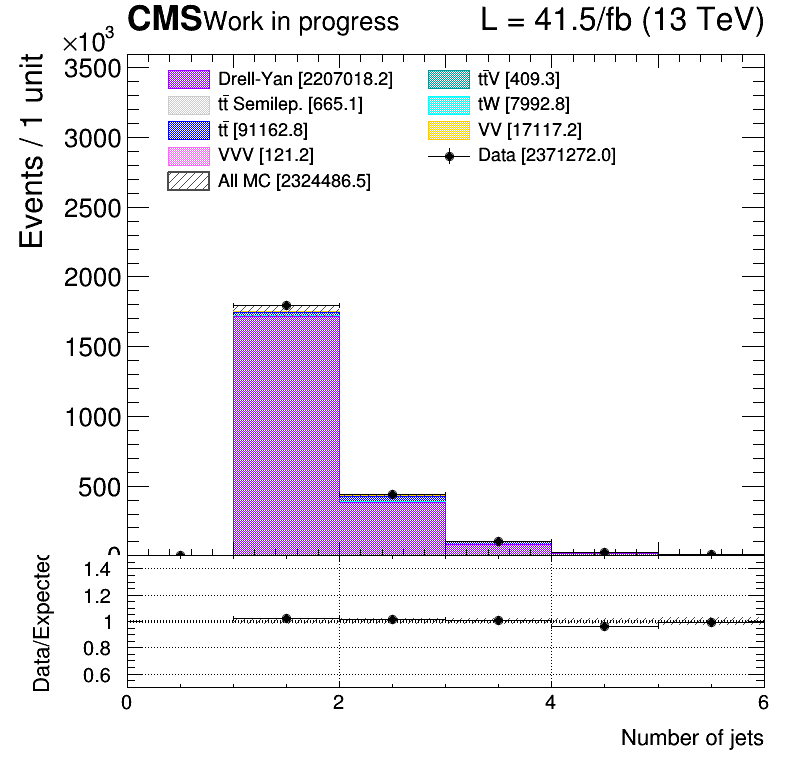 CMS Work in progress L = 41.5/fb (13 TeV)
×10³
Events / 1 unit
3500
3000
2500
2000
1500
1000
500
0
Drell-Yan [2207018.2]
tt̄ Semilep. [665.1]
tt̄ [91162.8]
VVV [121.2]
All MC [2324486.5]
tt̄V [409.3]
tW [7992.8]
VV [17117.2]
Data [2371272.0]
Data/Expected
1.4
1.2
1
0.8
0.6
0 2 4 6
Number of jets